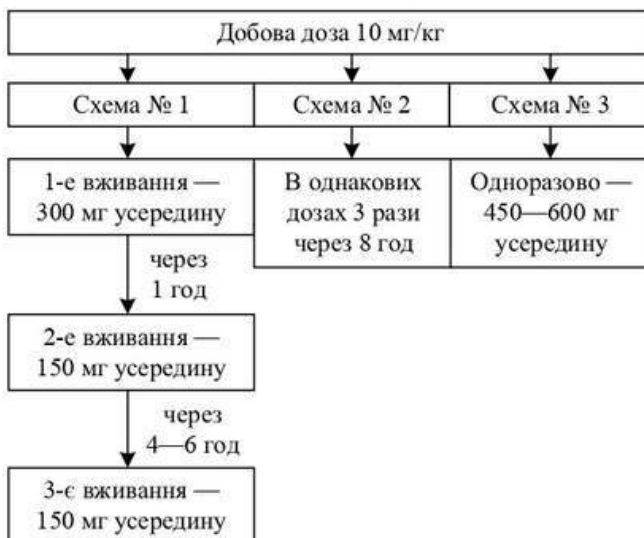 Добова доза 10 мг/кг
Схема № 1
Схема № 2
Схема № 3
1-е вживання —
300 мг усередину
В однакових
дозах 3 рази
через 8 год
Одноразово —
450—600 мг
усередину
через
1 год
2-е вживання —
150 мг усередину
через
4—6 год
3-є вживання —
150 мг усередину